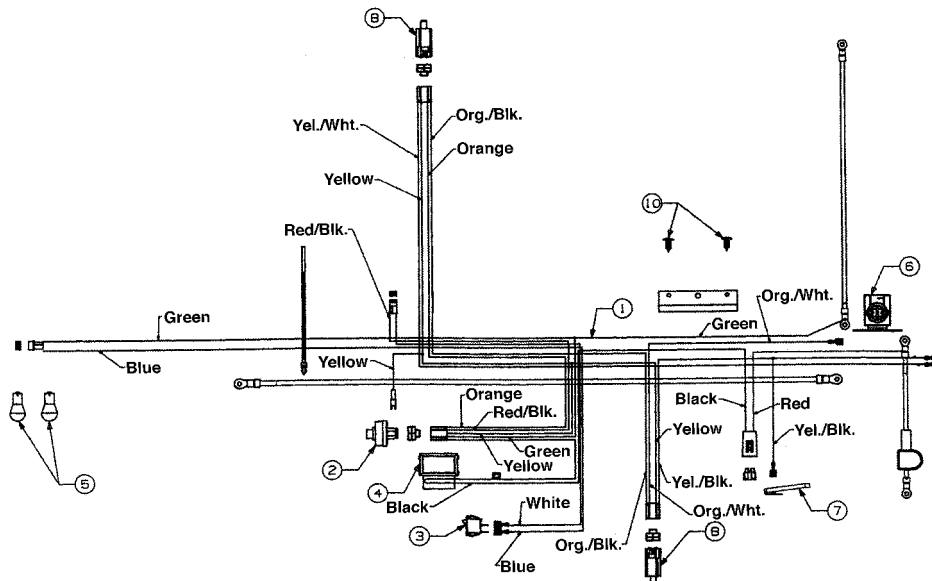 8
Yel./Wht.
Org./Blk.
Orange
Yellow
10
Red/Blk.
6
Org./Wht.
Green
1
Green
Blue
Yellow
Orange
Red/Blk.
Black
Red
2
Green
Yellow
Yellow
Yel./Blk.
5
4
Yel./Blk.
Black
White
Org./Wht.
7
3
Org./Blk.
8
Blue